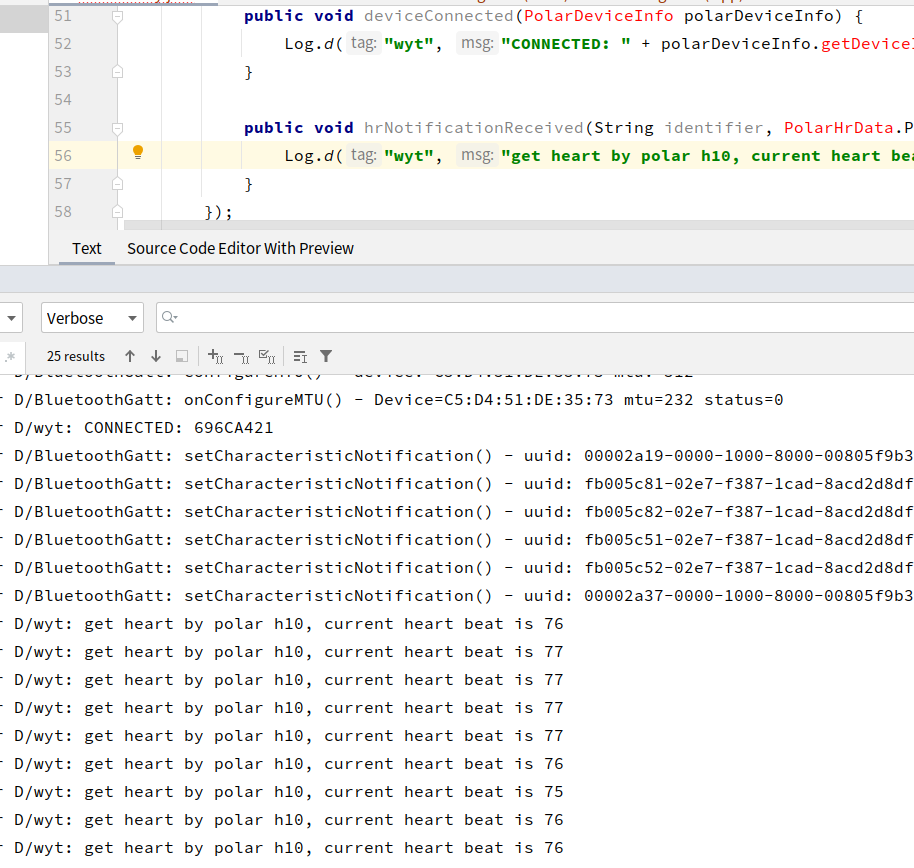 51 public void deviceConnected(PolarDeviceInfo polarDeviceInfo) {
52 Log.d( tag: "wyt", msg: "CONNECTED: " + polarDeviceInfo.getDeviceI
53 }
54
55 public void hrNotificationReceived(String identifier, PolarHrData.P
56 Log.d( tag: "wyt", msg: "get heart by polar h10, current heart bea
57 }
58 });
Text Source Code Editor With Preview
Verbose
25 results
D/BluetoothGatt: onConfigureMTU() - Device=C5:D4:51:DE:35:73 mtu=232 status=0
D/wyt: CONNECTED: 696CA421
D/BluetoothGatt: setCharacteristicNotification() - uuid: 00002a19-0000-1000-8000-00805f9b3
D/BluetoothGatt: setCharacteristicNotification() - uuid: fb005c81-02e7-f387-1cad-8acd2d8df
D/BluetoothGatt: setCharacteristicNotification() - uuid: fb005c82-02e7-f387-1cad-8acd2d8df
D/BluetoothGatt: setCharacteristicNotification() - uuid: fb005c51-02e7-f387-1cad-8acd2d8df
D/BluetoothGatt: setCharacteristicNotification() - uuid: fb005c52-02e7-f387-1cad-8acd2d8df
D/BluetoothGatt: setCharacteristicNotification() - uuid: 00002a37-0000-1000-8000-00805f9b3
D/wyt: get heart by polar h10, current heart beat is 76
D/wyt: get heart by polar h10, current heart beat is 77
D/wyt: get heart by polar h10, current heart beat is 77
D/wyt: get heart by polar h10, current heart beat is 77
D/wyt: get heart by polar h10, current heart beat is 77
D/wyt: get heart by polar h10, current heart beat is 76
D/wyt: get heart by polar h10, current heart beat is 75
D/wyt: get heart by polar h10, current heart beat is 76
D/wyt: get heart by polar h10, current heart beat is 76